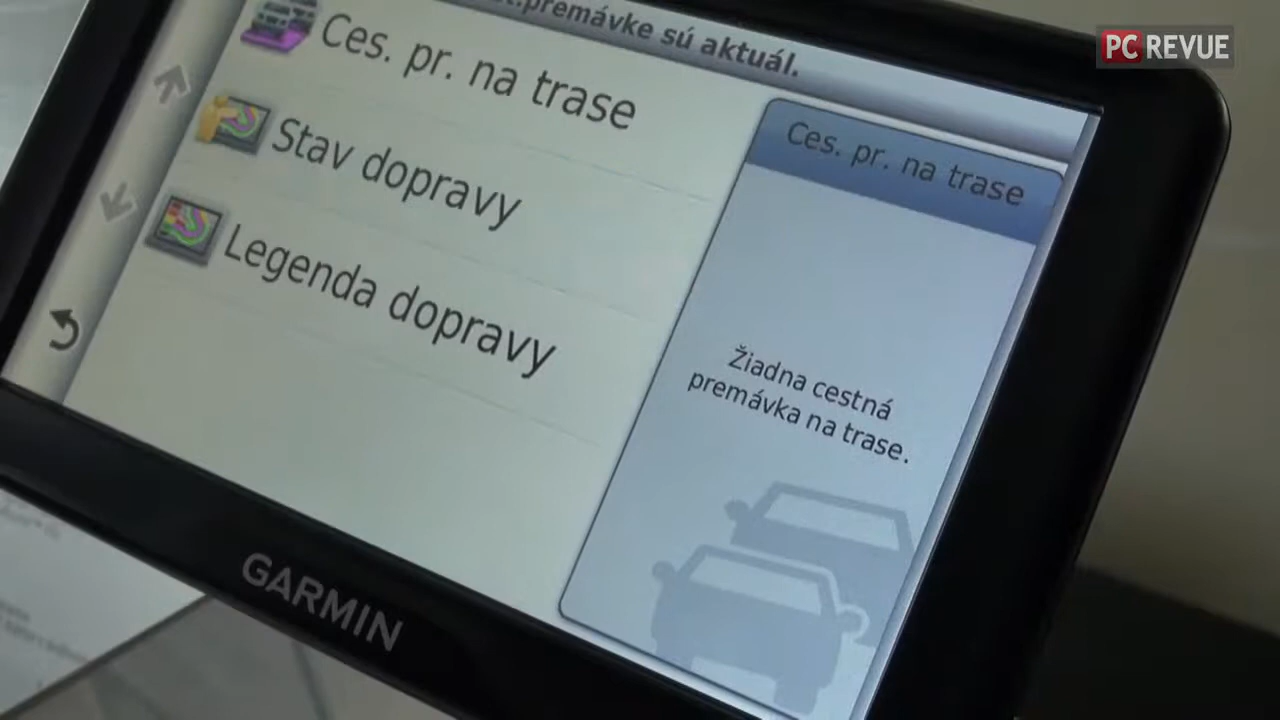 PC REVUE
premávke sú aktuál.
Ces. pr. na trase
Stav dopravy
Legenda dopravy
Ces. pr. na trase
Žiadna cestná
premávka na trase.
GARMIN